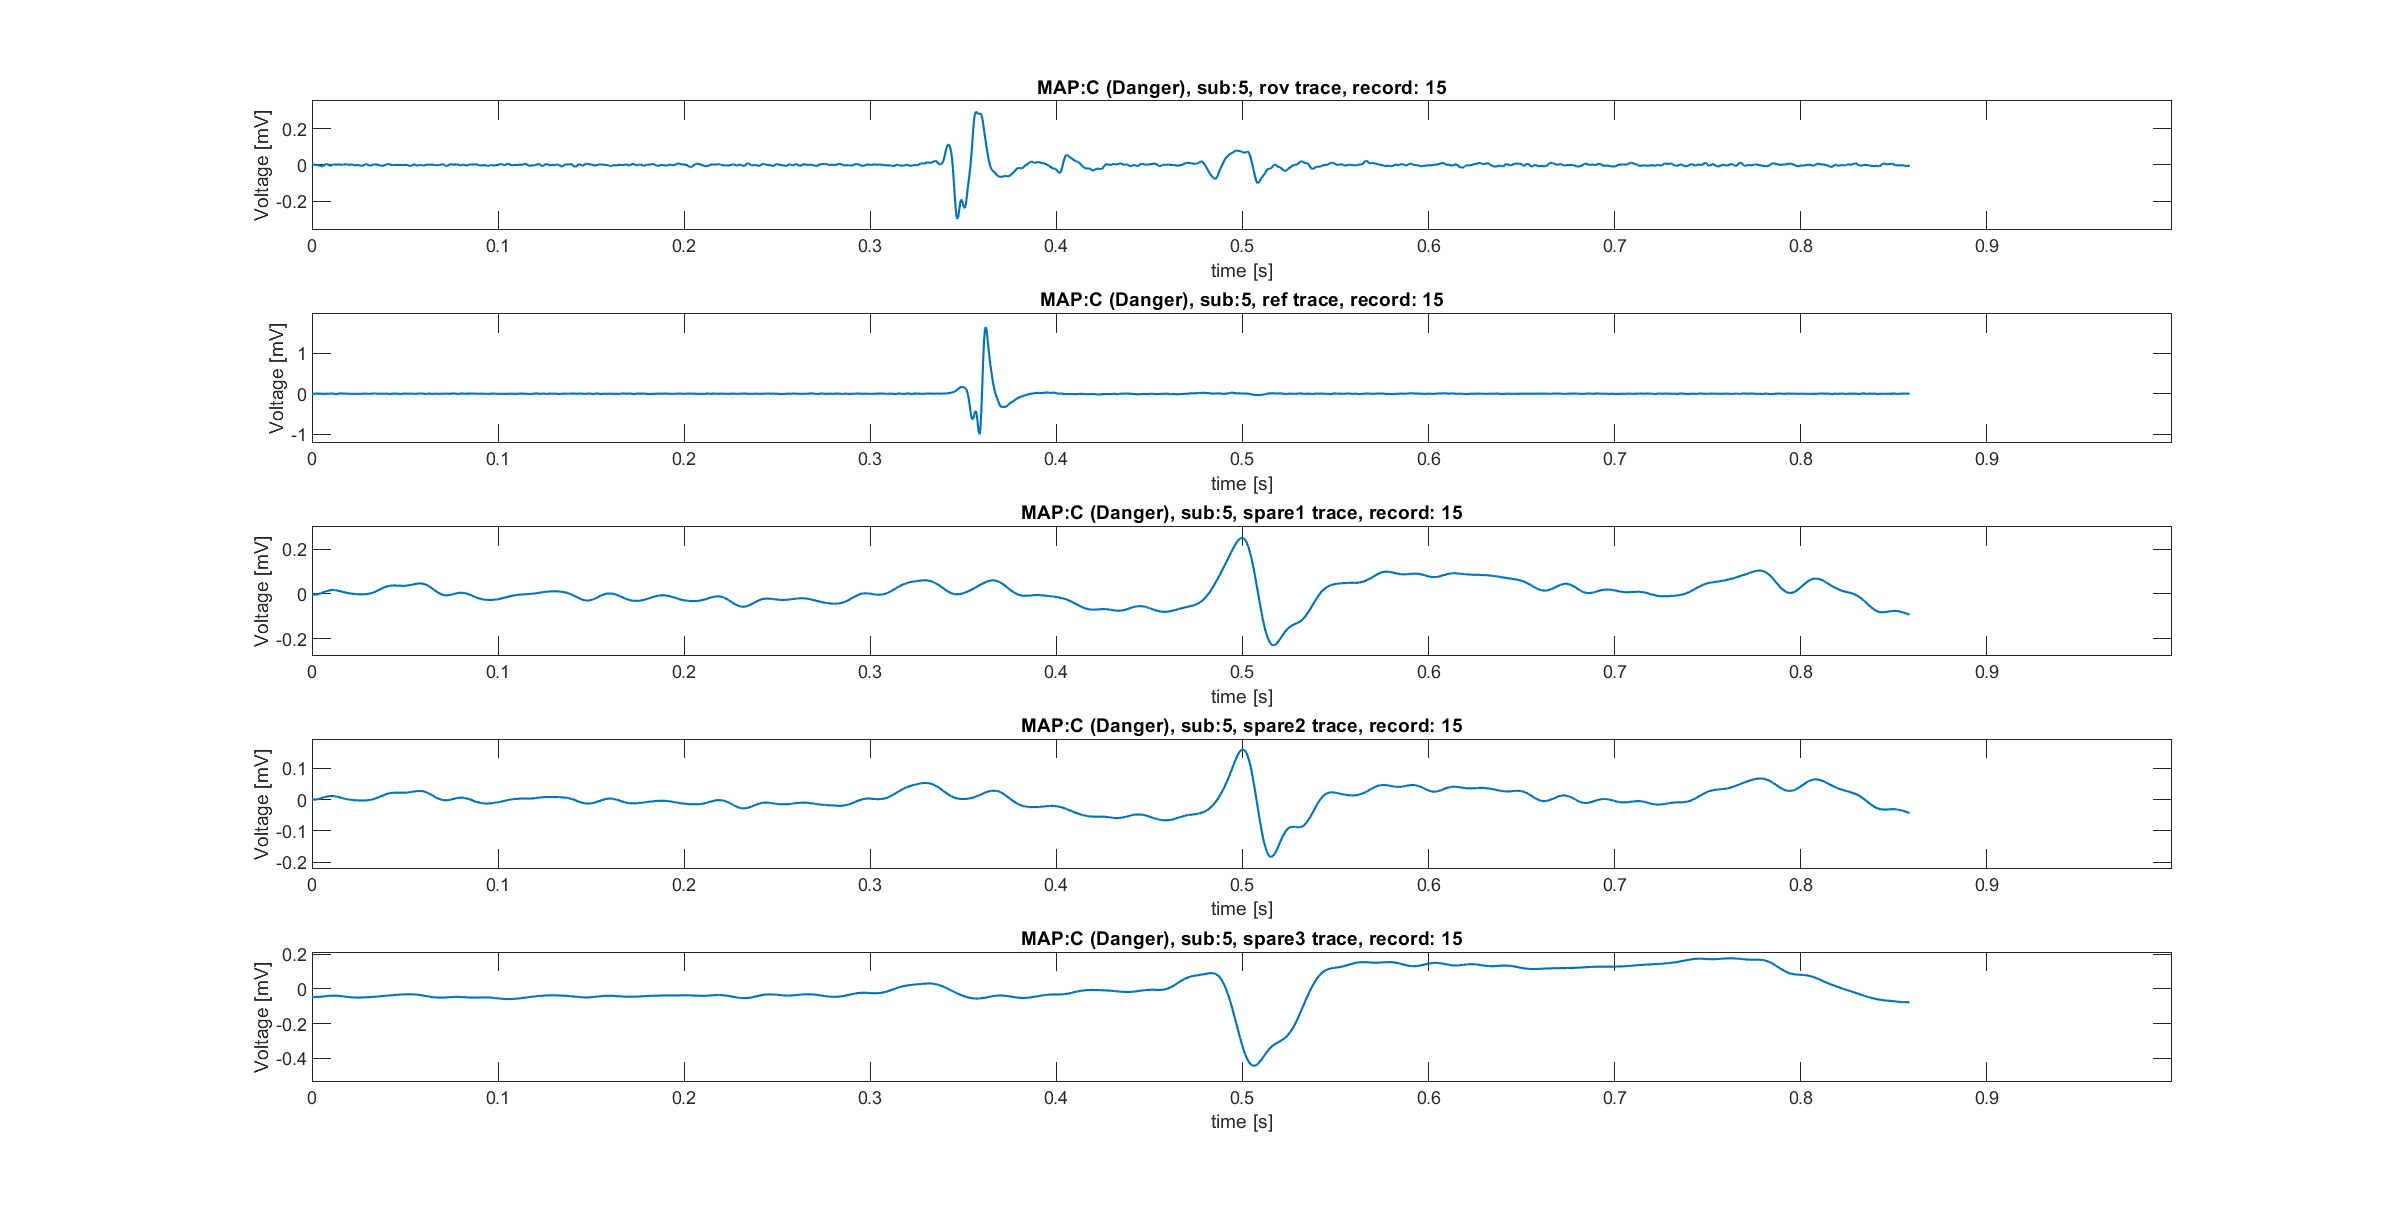 MAP:C (Danger), sub:5, rov trace, record: 15
Voltage [mV]
0.2
0
-0.2
0 0.1 0.2 0.3 0.4 0.5 0.6 0.7 0.8 0.9
time [s]
MAP:C (Danger), sub:5, ref trace, record: 15
Voltage [mV]
1
0
-1
0 0.1 0.2 0.3 0.4 0.5 0.6 0.7 0.8 0.9
time [s]
MAP:C (Danger), sub:5, spare1 trace, record: 15
Voltage [mV]
0.2
0
-0.2
0 0.1 0.2 0.3 0.4 0.5 0.6 0.7 0.8 0.9
time [s]
MAP:C (Danger), sub:5, spare2 trace, record: 15
Voltage [mV]
0.1
0
-0.1
-0.2
0 0.1 0.2 0.3 0.4 0.5 0.6 0.7 0.8 0.9
time [s]
MAP:C (Danger), sub:5, spare3 trace, record: 15
Voltage [mV]
0.2
0
-0.2
-0.4
0 0.1 0.2 0.3 0.4 0.5 0.6 0.7 0.8 0.9
time [s]